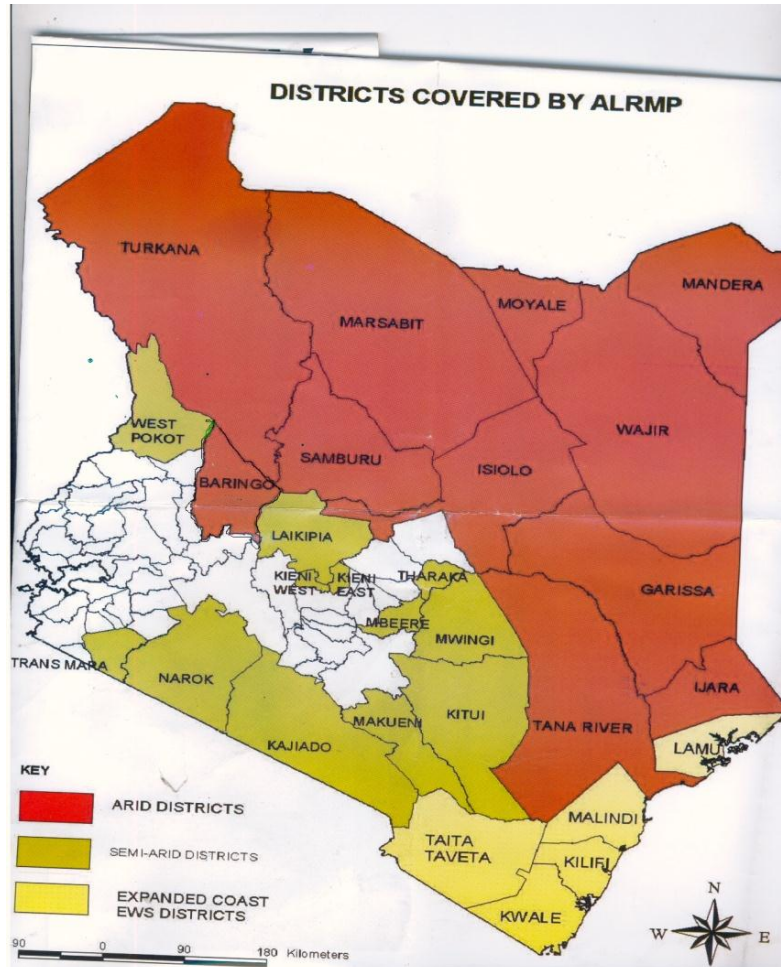 DISTRICTS COVERED BY ALRMP
TURKANA
MARSABIT
MOYALE
MANDERA
WEST
POKOT
WAJIR
SAMBURU
ISIOLO
BARINGO
LAIKIPIA
KIENI
WEST
KIENI
EAST
THARAKA
GARISSA
MBEERE
MWINGI
TRANS MARA
NAROK
IJARA
KITUI
MAKUENI
TANA RIVER
KAJIADO
LAMU
MALINDI
TAITA
TAVETA
KILIFI
KWALE
KEY
ARID DISTRICTS
SEMI-ARID DISTRICTS
EXPANDED COAST
EWS DISTRICTS
90 0 90 180 Kilometers
N
W E
S